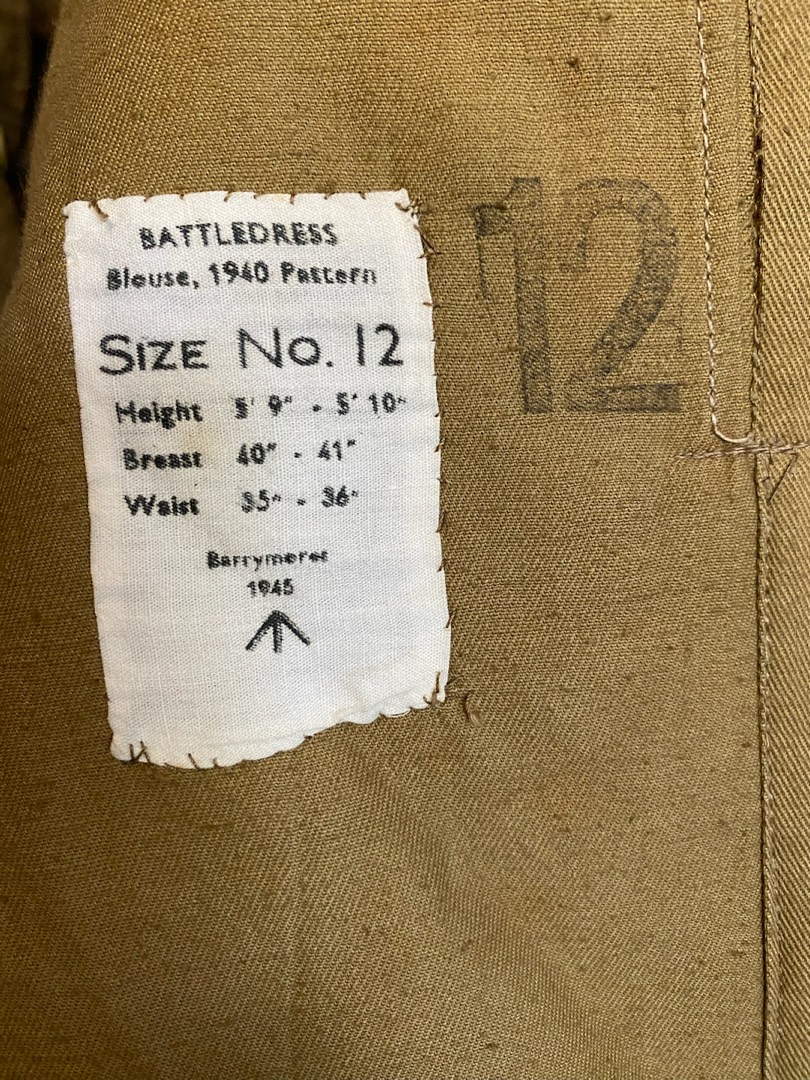 BATTLEDRESS
Blouse, 1940 Pattern
SIZE No. 12
Height 5' 9" - 5' 10"
Breast 40" - 41"
Waist 35" - 36"
1945
12